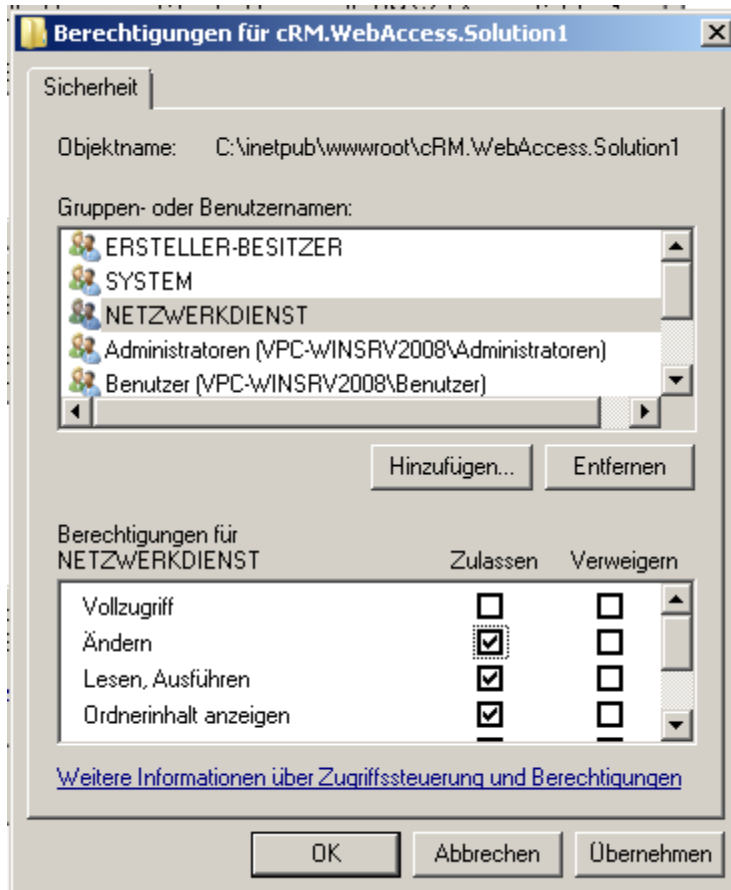 Berechtigungen für cRM.WebAccess.Solution1
Sicherheit
Objektname: C:\inetpub\wwwroot\cRM.WebAccess.Solution1
Gruppen- oder Benutzernamen:
ERSTELLER-BESITZER
SYSTEM
NETZWERKDIENST
Administratoren (VPC-WINSRV2008\Administratoren)
Benutzer (VPC-WINSRV2008\Benutzer)
Hinzufügen... Entfernen
Berechtigungen für
NETZWERKDIENST Zulassen Verweigern
Vollzugriff
Ändern
Lesen, Ausführen
Ordnerinhalt anzeigen
Weitere Informationen über Zugriffssteuerung und Berechtigungen
OK Abbrechen Übernehmen